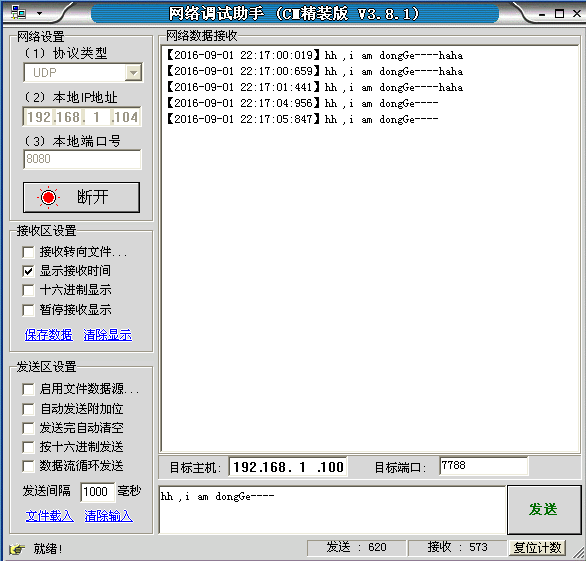 网络调试助手 (C■精装版 V3.8.1)
网络设置
(1) 协议类型
UDP
(2) 本地IP地址
192.168. 1 .104
(3) 本地端口号
8080
断开
接收区设置
接收转向文件...
显示接收时间
十六进制显示
暂停接收显示
保存数据 清除显示
发送区设置
启用文件数据源...
自动发送附加位
发送完自动清空
按十六进制发送
数据流循环发送
发送间隔 1000 毫秒
文件载入 清除输入
网络数据接收
【2016-09-01 22:17:00:019】hh ,i am dongGe----haha
【2016-09-01 22:17:00:659】hh ,i am dongGe----haha
【2016-09-01 22:17:01:441】hh ,i am dongGe----haha
【2016-09-01 22:17:04:956】hh ,i am dongGe----
【2016-09-01 22:17:05:847】hh ,i am dongGe----
目标主机: 192.168. 1 .100 目标端口: 7788
hh ,i am dongGe----
发送
就绪!
发送 : 620 接收 : 573 复位计数